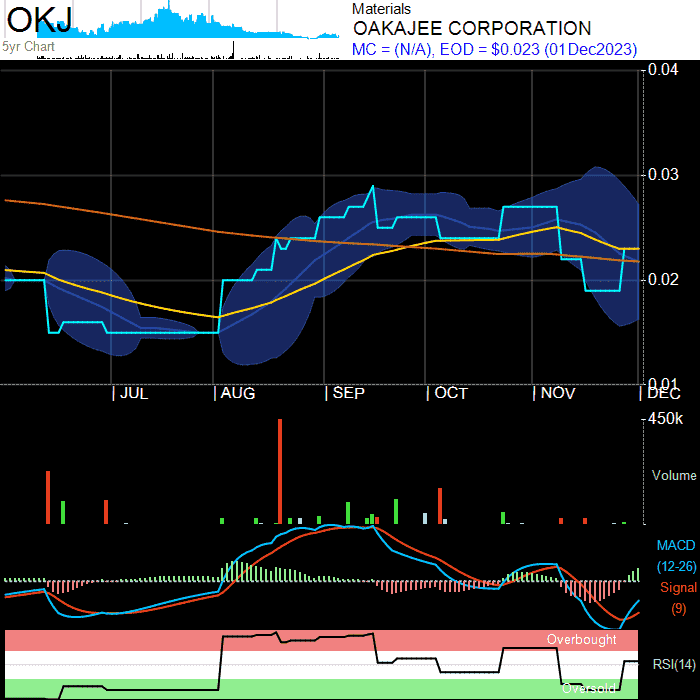 OKJ
5yr Chart
Materials
OAKAJEE CORPORATION
MC = (N/A), EOD = $0.023 (01Dec2023)
0.04
0.03
0.02
0.01
| JUL | AUG | SEP | OCT | NOV | DEC
450k
Volume
MACD
(12-26)
Signal
(9)
Overbought
RSI(14)
Oversold